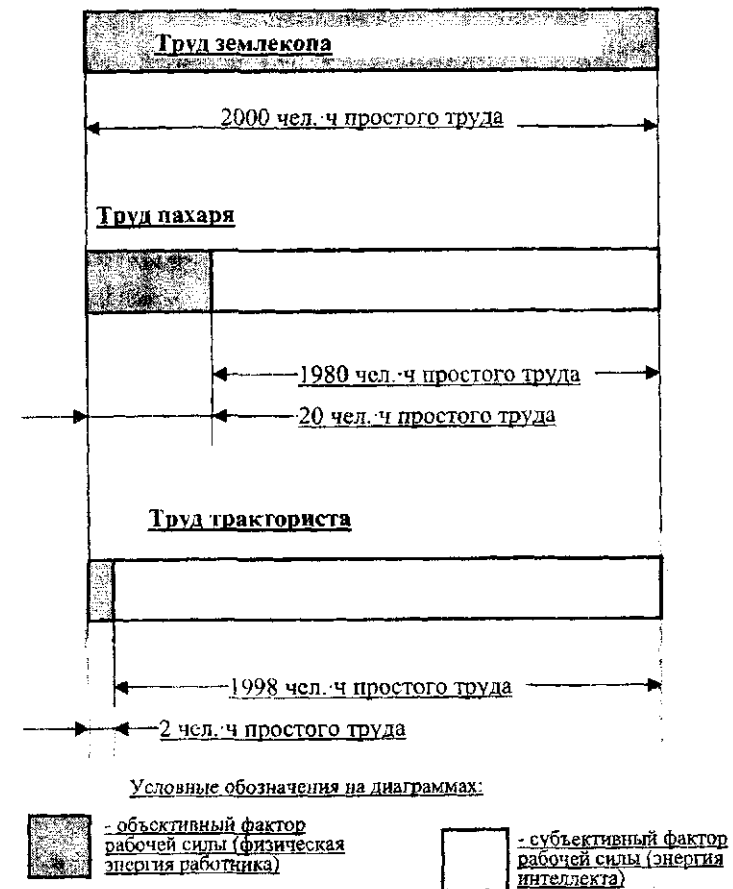 Труд землекопа
2000 чел.·ч простого труда
Труд пахаря
1980 чел.·ч простого труда
20 чел.·ч простого труда
Труд тракториста
1998 чел.·ч простого труда
2 чел.·ч простого труда
Условные обозначения на диаграммах:
- объективный фактор
рабочей силы (физическая
энергия работника)
- субъективный фактор
рабочей силы (энергия
интеллекта)